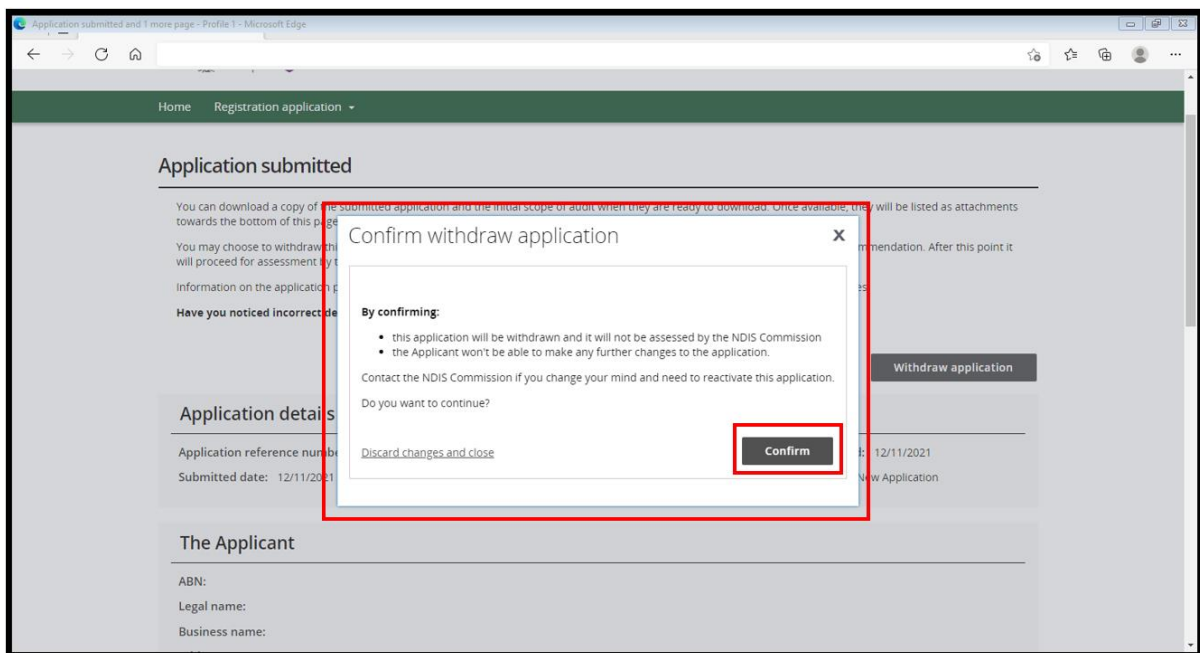 Application submitted and 1 more page - Profile 1 - Microsoft Edge
Home Registration application
Application submitted
You can download a copy of the submitted application and the initial scope of audit when they are ready to download. Once available, they will be listed as attachments
towards the bottom of this page
You may choose to withdraw
will proceed for assessment by
Information on the application
Have you noticed incorrect
Confirm withdraw application X
By confirming:
• this application will be withdrawn and it will not be assessed by the NDIS Commission
• the Applicant won't be able to make any further changes to the application.
Contact the NDIS Commission if you change your mind and need to reactivate this application.
Do you want to continue?
Discard changes and close Confirm
After this point it
Withdraw application
Application details
Application reference 12/11/2021
Submitted date: 12/11/2021 New Application
The Applicant
ABN:
Legal name:
Business name: